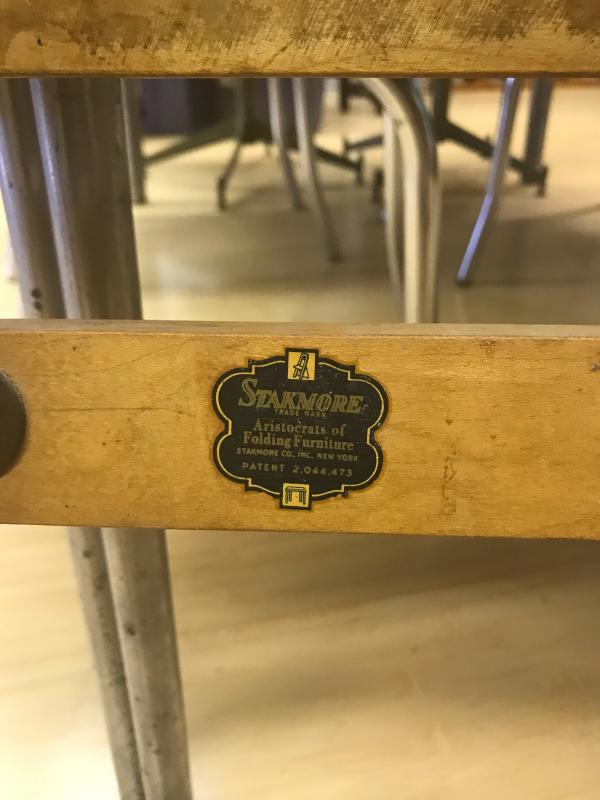 STAKMORE
TRADE MARK
Aristocrats of
Folding Furniture
STAKMORE CO., INC., NEW YORK
PATENT 2,044,473